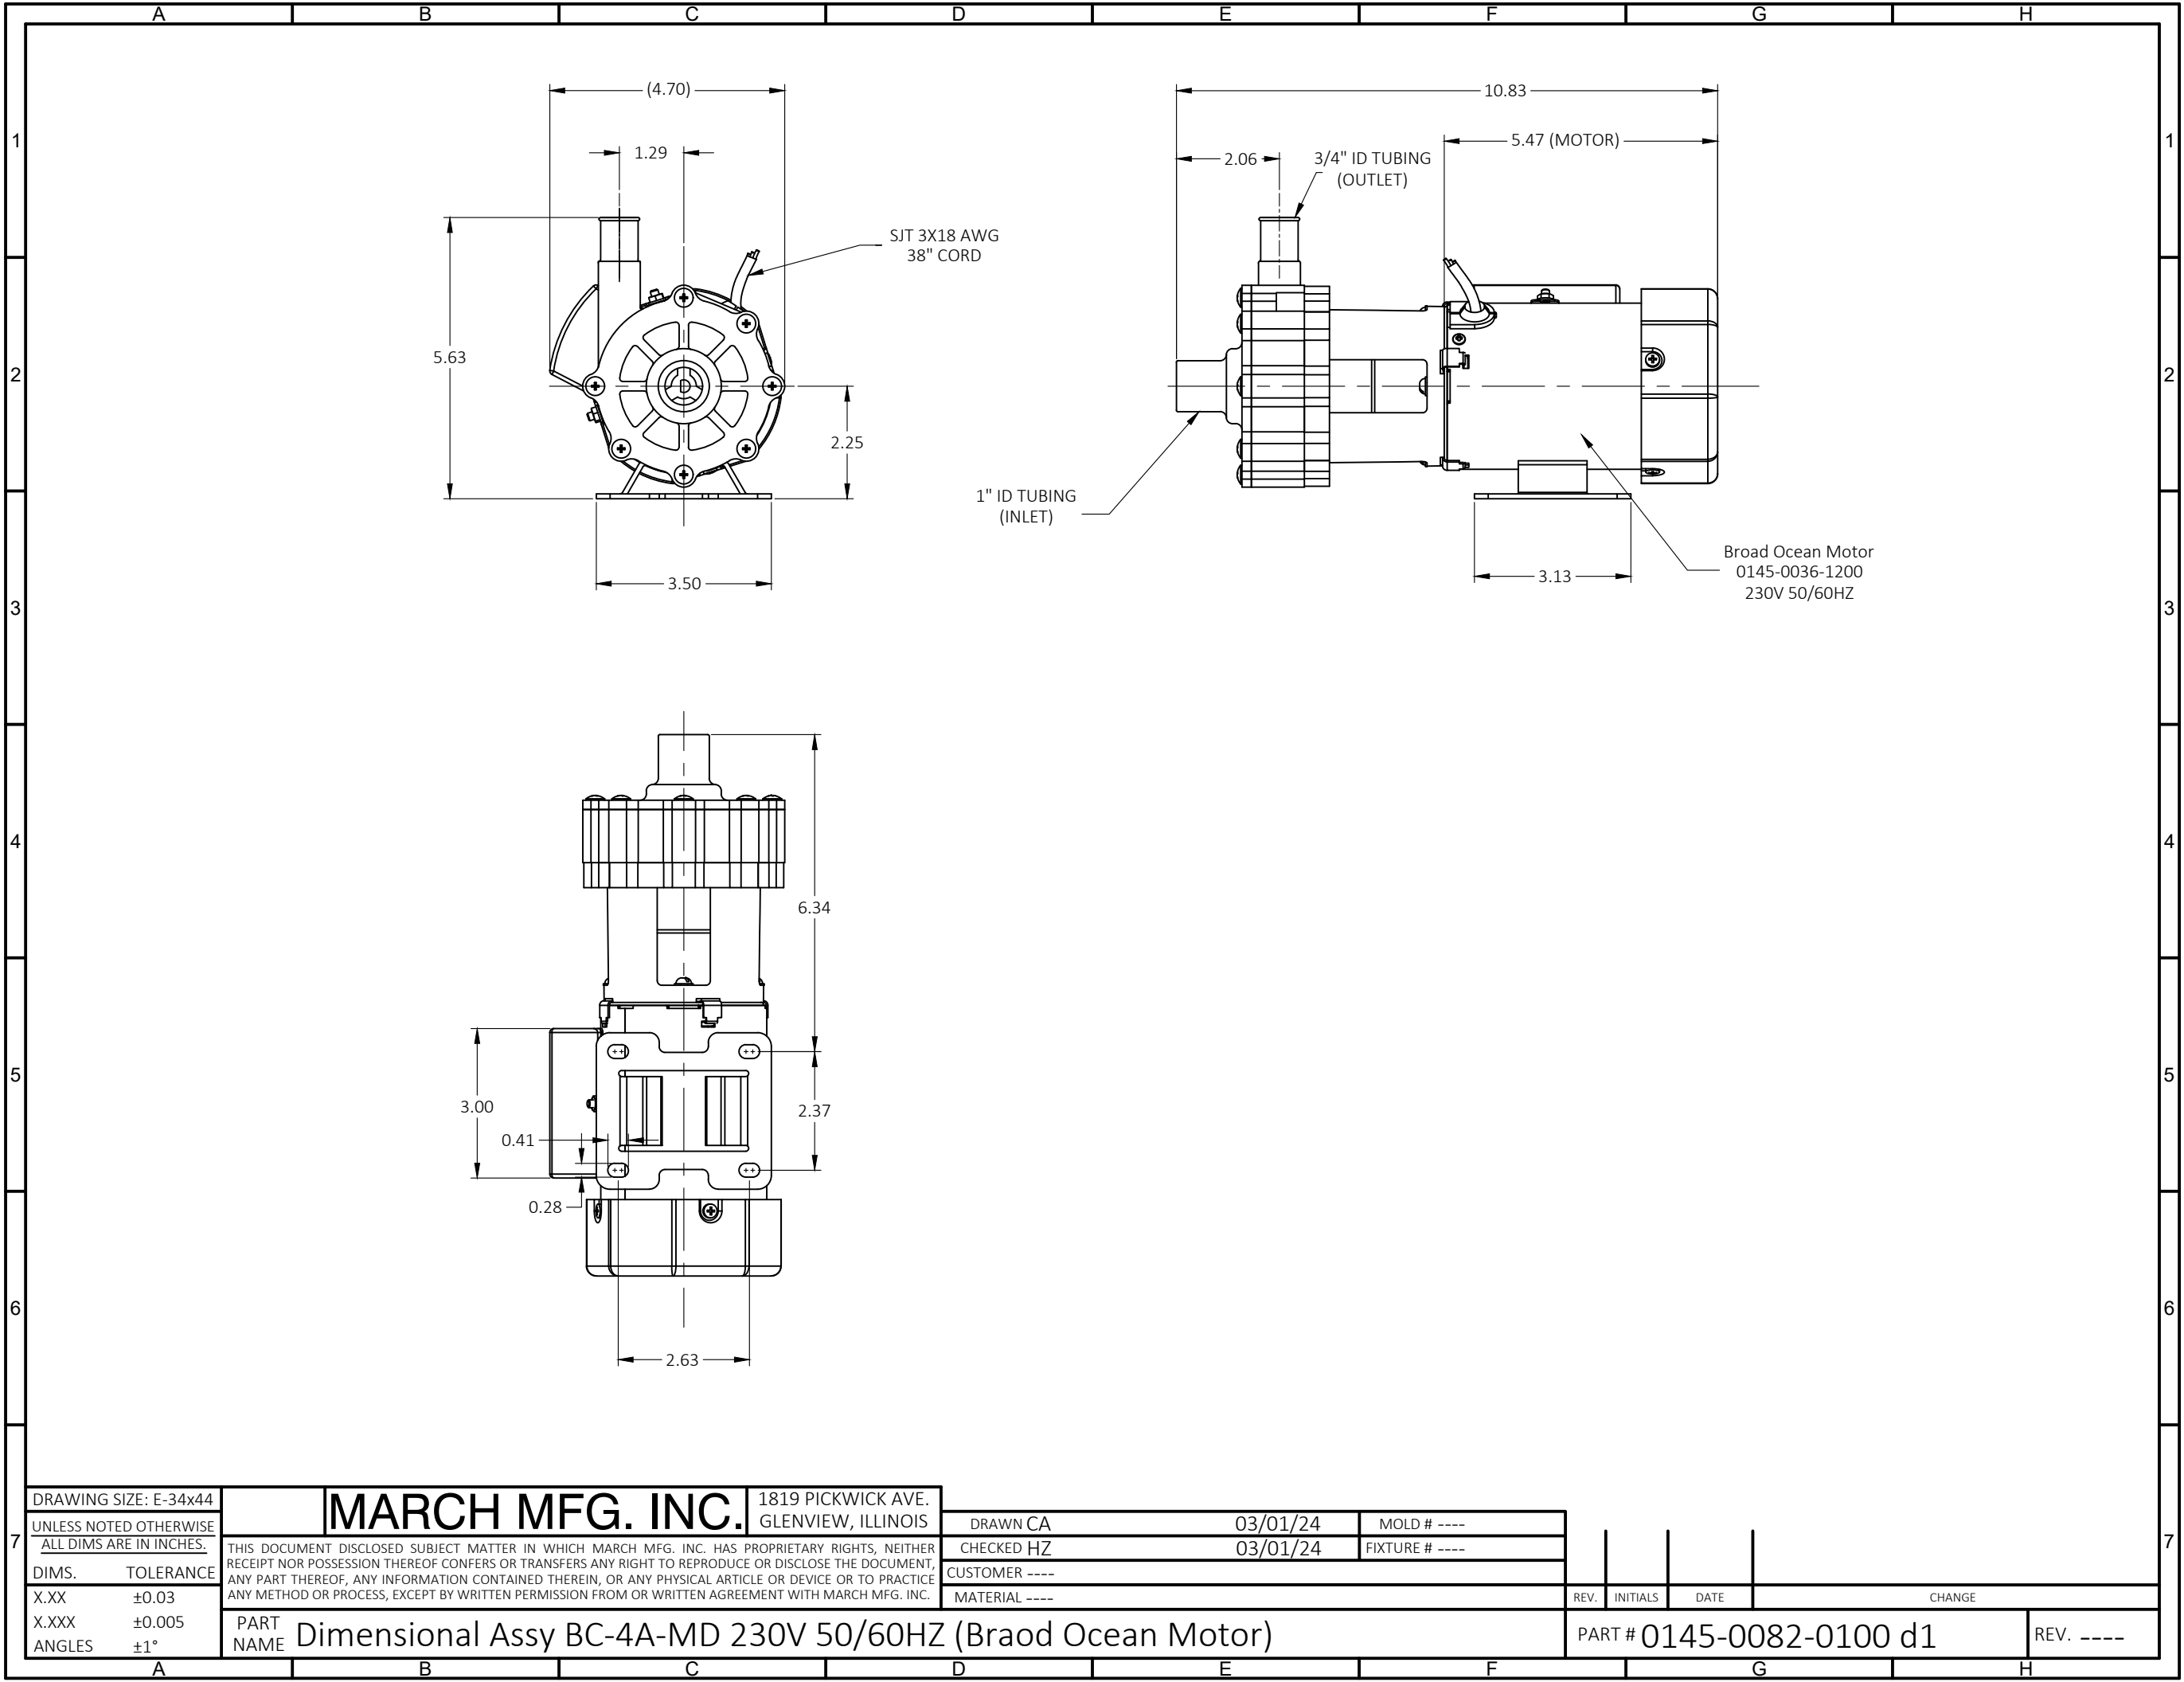 A B C D E F G H
1 1
2 2
3 3
4 4
5 5
6 6
7 7
(4.70)
1.29
5.63
SJT 3X18 AWG
38" CORD
2.25
3.50
10.83
5.47 (MOTOR)
2.06
3/4" ID TUBING
(OUTLET)
1" ID TUBING
(INLET)
3.13
Broad Ocean Motor
0145-0036-1200
230V 50/60HZ
6.34
3.00
2.37
0.41
0.28
2.63
DRAWING SIZE: E-34x44
UNLESS NOTED OTHERWISE
ALL DIMS ARE IN INCHES.
DIMS. TOLERANCE
X.XX ±0.03
X.XXX ±0.005
ANGLES ±1°
MARCH MFG. INC.
1819 PICKWICK AVE.
GLENVIEW, ILLINOIS
THIS DOCUMENT DISCLOSED SUBJECT MATTER IN WHICH MARCH MFG. INC. HAS PROPRIETARY RIGHTS, NEITHER
RECEIPT NOR POSSESSION THEREOF CONFERS OR TRANSFERS ANY RIGHT TO REPRODUCE OR DISCLOSE THE DOCUMENT,
ANY PART THEREOF, ANY INFORMATION CONTAINED THEREIN, OR ANY PHYSICAL ARTICLE OR DEVICE OR TO PRACTICE
ANY METHOD OR PROCESS, EXCEPT BY WRITTEN PERMISSION FROM OR WRITTEN AGREEMENT WITH MARCH MFG. INC.
PART
NAME Dimensional Assy BC-4A-MD 230V 50/60HZ (Braod Ocean Motor)
DRAWN CA 03/01/24 MOLD # ----
CHECKED HZ 03/01/24 FIXTURE # ----
CUSTOMER ----
MATERIAL ----
REV. INITIALS DATE CHANGE
PART # 0145-0082-0100 d1 REV. ----
A B C D E F G H